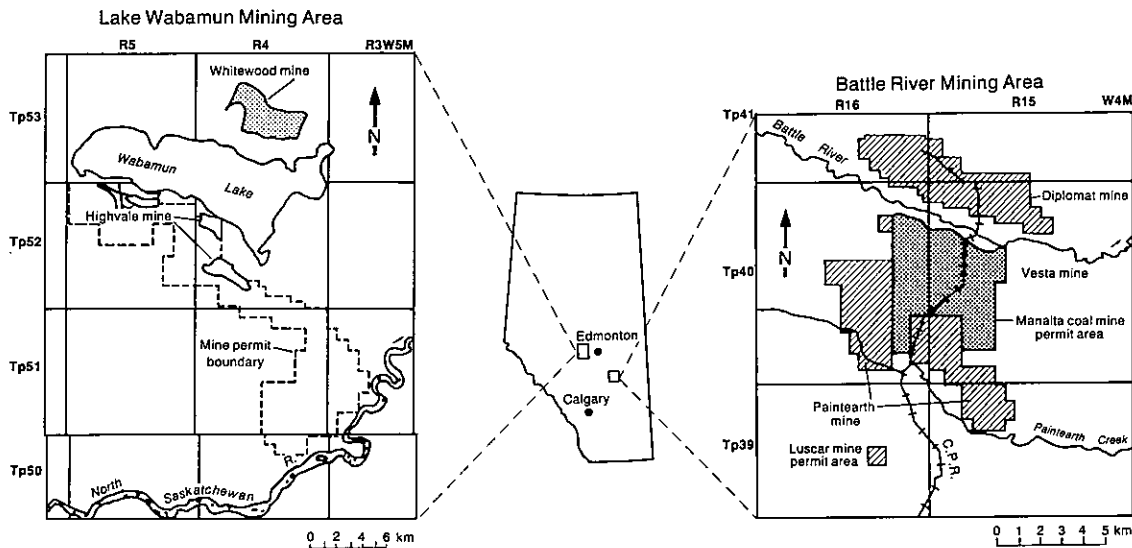 Lake Wabamun Mining Area
R5 R4 R3W5M
Whitewood mine
Tp53
N
Wabamun
Lake
Highvale mine
Tp52
Mine permit
boundary
Tp51
Tp50
North Saskatchewan R.
0 2 4 6 km
Edmonton
Calgary
Battle River Mining Area
R16 R15 W4M
Tp41
Battle
River
Diplomat mine
N
Tp40
Vesta mine
Manalta coal mine
permit area
Paintearth
mine
Paintearth Creek
Tp39
Luscar mine
permit area
C.P.R.
0 1 2 3 4 5 km